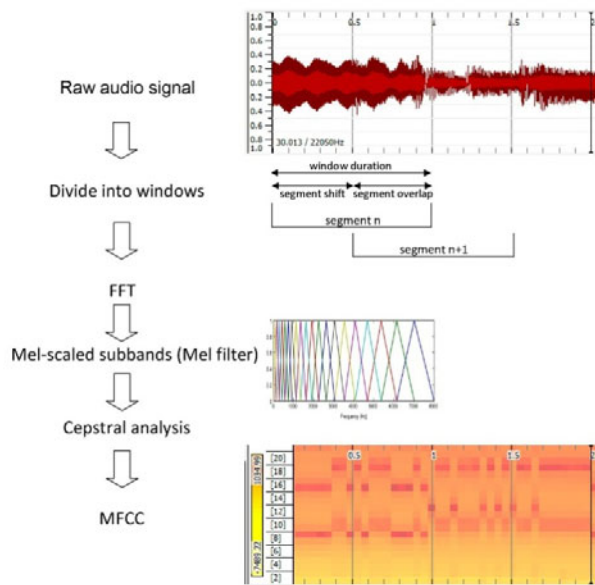 Raw audio signal
Divide into windows
FFT
Mel-scaled subbands (Mel filter)
Cepstral analysis
MFCC
1.0
0
0.5
1
1.5
2
0.8
0.6
0.4
0.2
0.0
0.2
0.4
0.6
0.8
1.0
30.013 / 22050Hz
window duration
segment shift
segment overlap
segment n
segment n+1
Frequency (Hz)
0.5
1
1.5
2
[20]
[18]
[16]
[14]
[12]
[10]
[8]
[6]
[4]
[2]